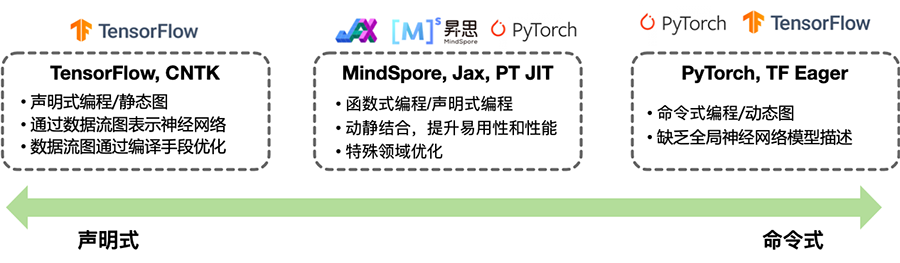 TensorFlow
JAX [M]s 昇思 MindSpore PyTorch
PyTorch TensorFlow
TensorFlow, CNTK
• 声明式编程/静态图
• 通过数据流图表示神经网络
• 数据流图通过编译手段优化
MindSpore, Jax, PT JIT
• 函数式编程/声明式编程
• 动静结合，提升易用性和性能
• 特殊领域优化
PyTorch, TF Eager
• 命令式编程/动态图
• 缺乏全局神经网络模型描述
声明式
命令式